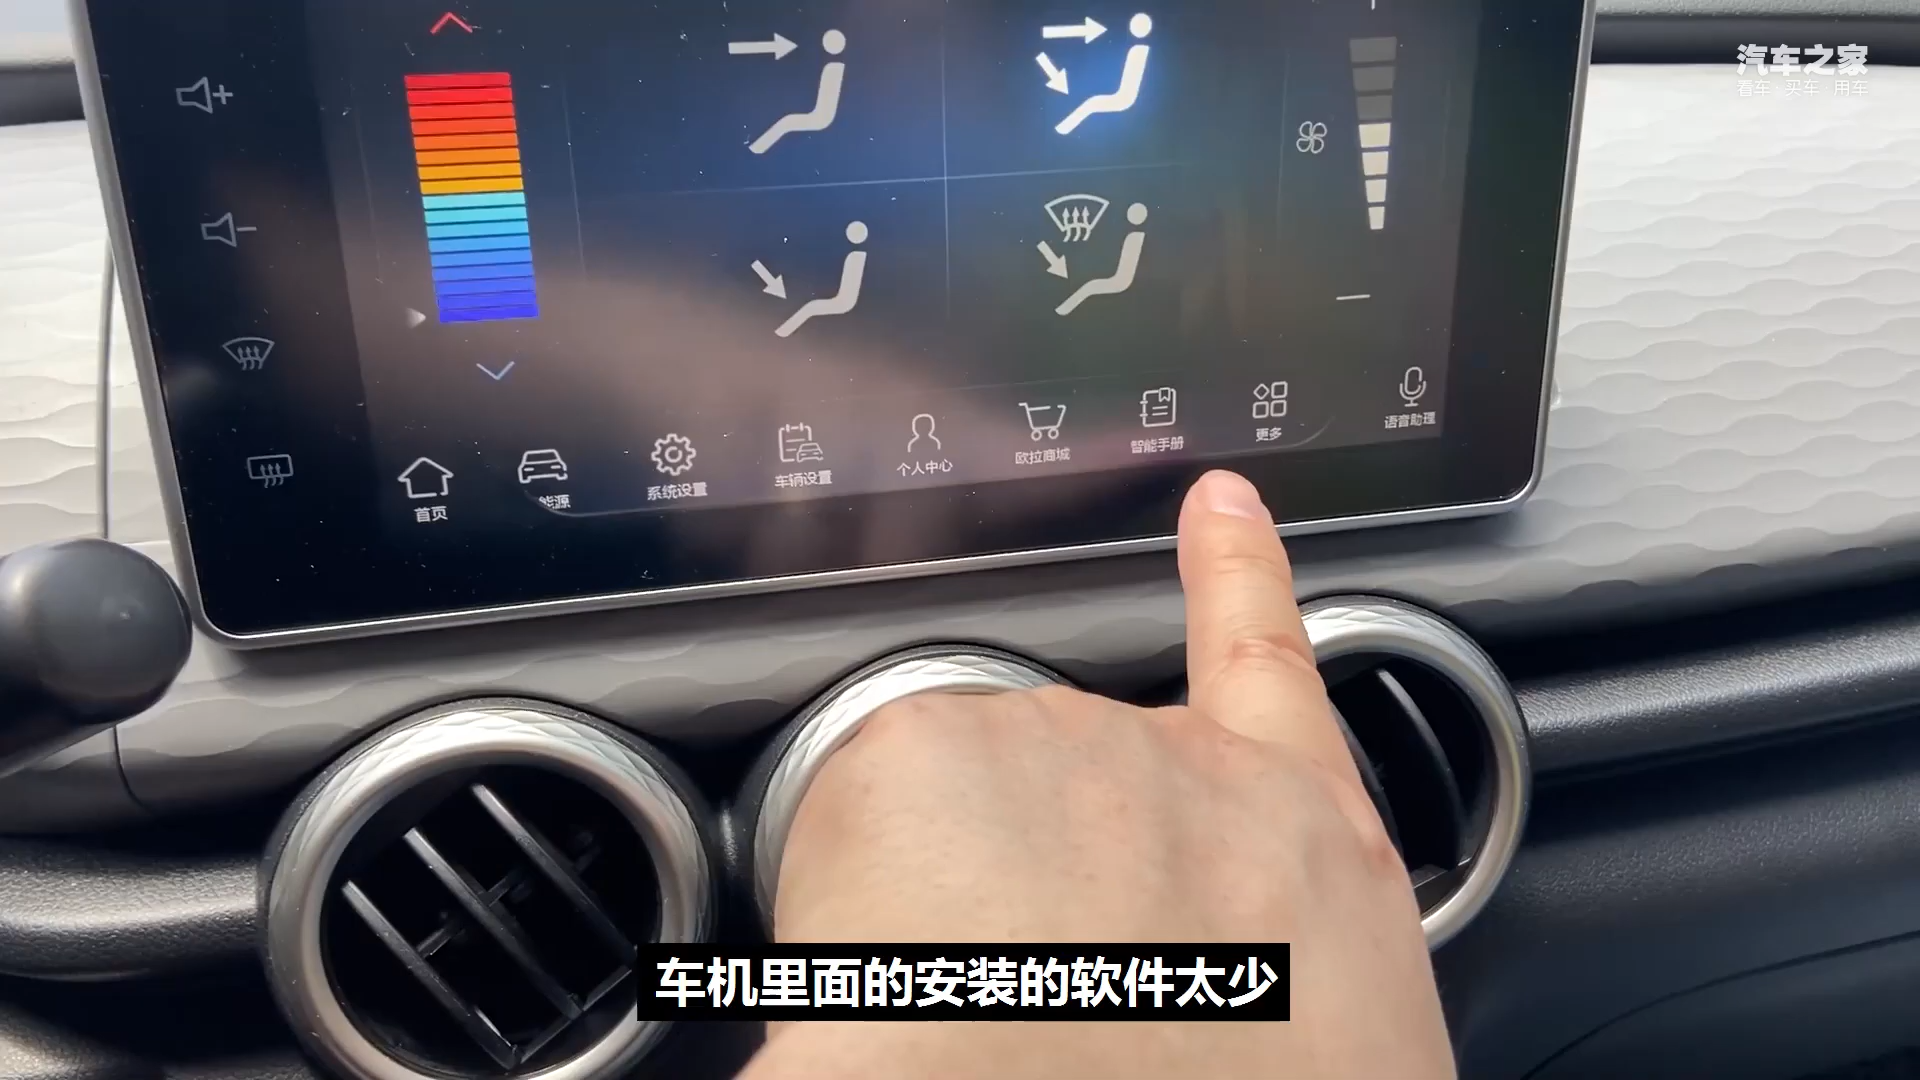 汽车之家
看车·买车·用车
首页
能源
系统设置
车辆设置
个人中心
欧拉商城
智能手册
更多
语音助理
车机里面的安装的软件太少